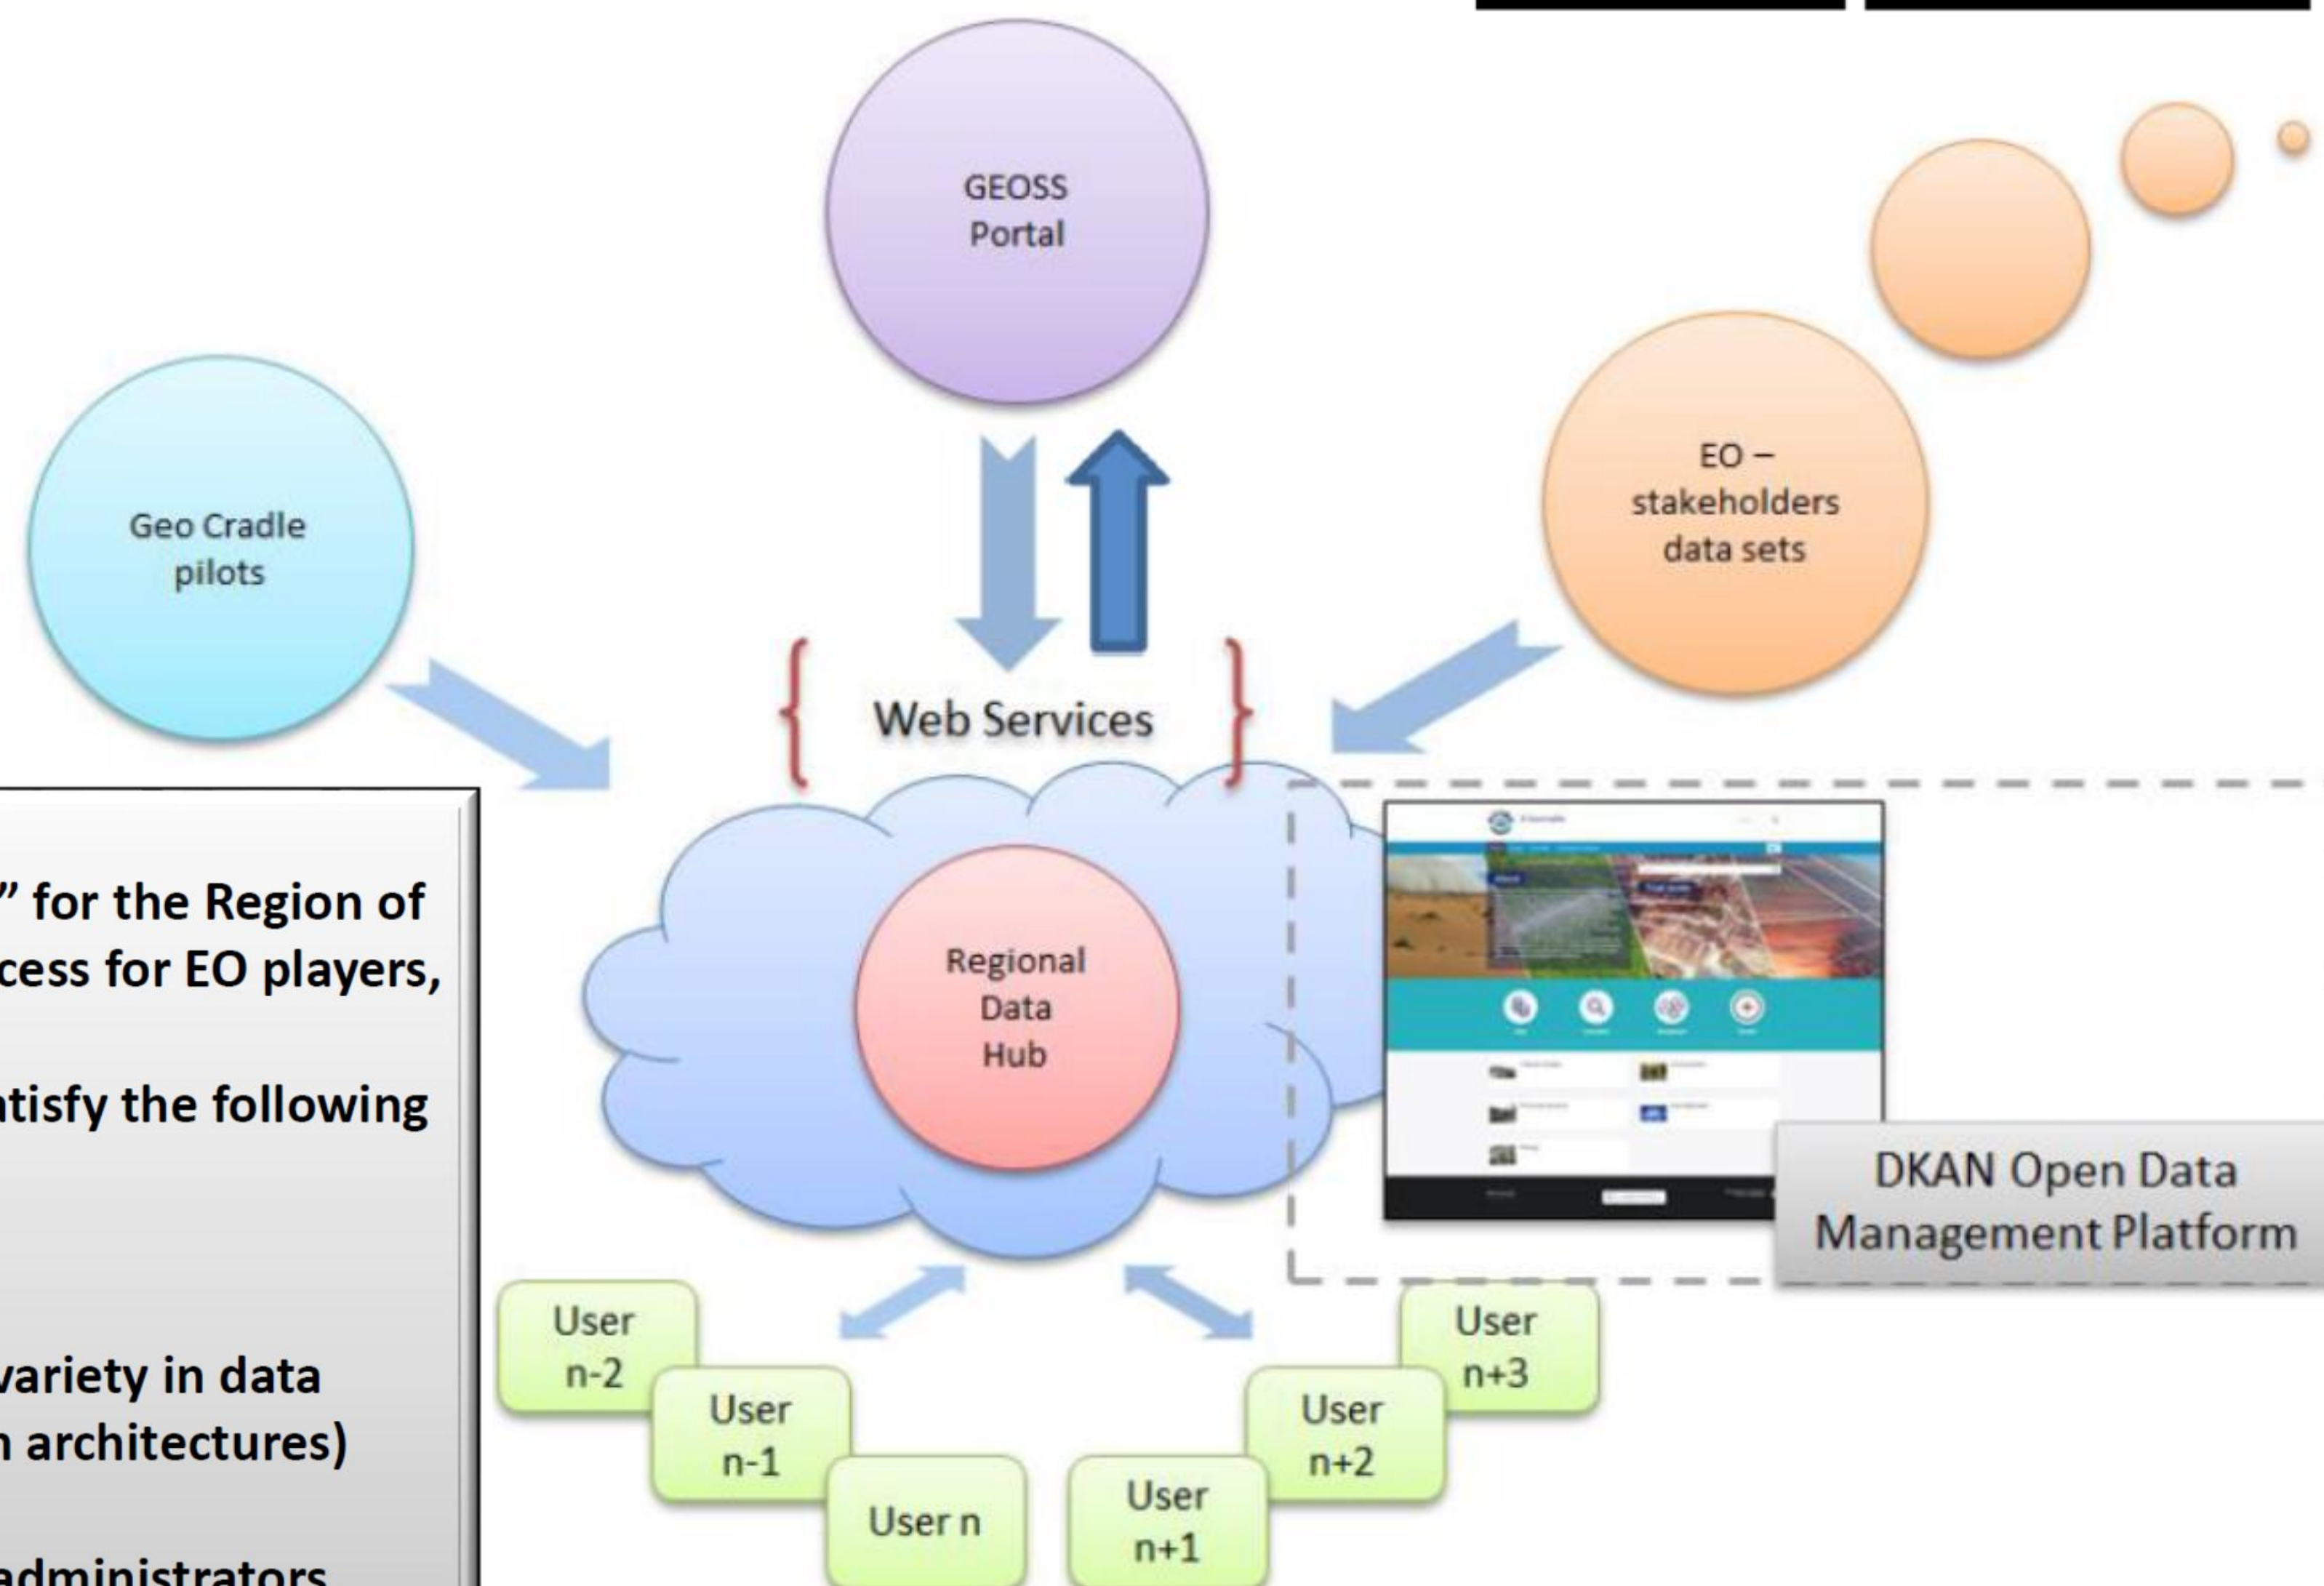 GEOSS
Portal
Geo Cradle
pilots
EO –
stakeholders
data sets
Web Services
Regional
Data
Hub
” for the Region of
cess for EO players,
tisfy the following
variety in data
architectures)
administrators
DKAN Open Data
Management Platform
User
n-2
User
n-1
User n
User
n+1
User
n+2
User
n+3